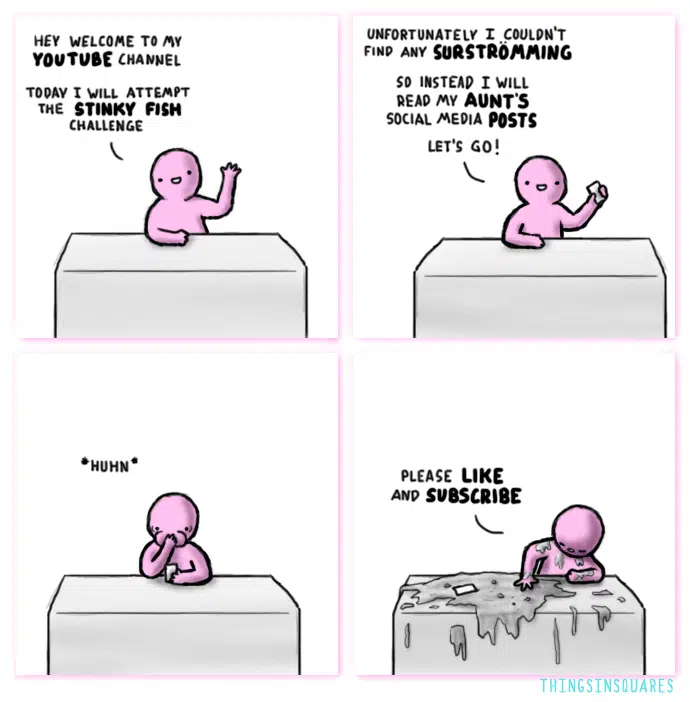 HEY WELCOME TO MY
YOUTUBE CHANNEL
TODAY I WILL ATTEMPT
THE STINKY FISH
CHALLENGE
UNFORTUNATELY I COULDN'T
FIND ANY SURSTRÖMMING
SO INSTEAD I WILL
READ MY AUNT'S
SOCIAL MEDIA POSTS
LET'S GO!
*HUHN*
PLEASE LIKE
AND SUBSCRIBE
THINGSINSQUARES